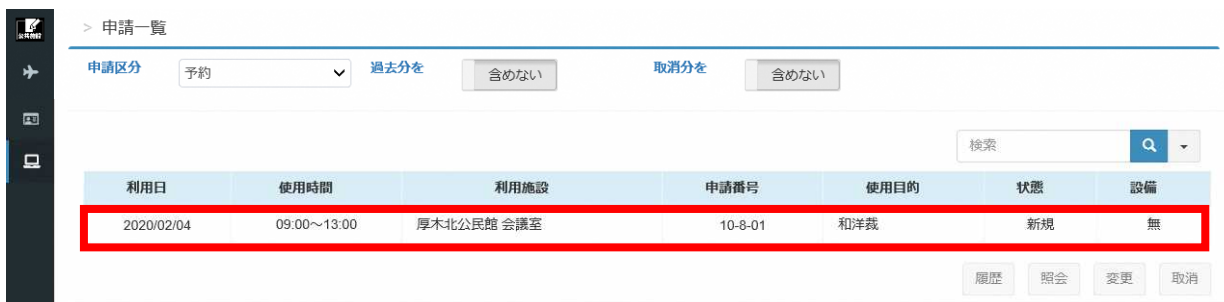 公共施設
> 申請一覧
申請区分 予約 過去分を 含めない 取消分を 含めない
検索
利用日 使用時間 利用施設 申請番号 使用目的 状態 設備
2020/02/04 09:00～13:00 厚木北公民館 会議室 10-8-01 和洋裁 新規 無
履歴 照会 変更 取消